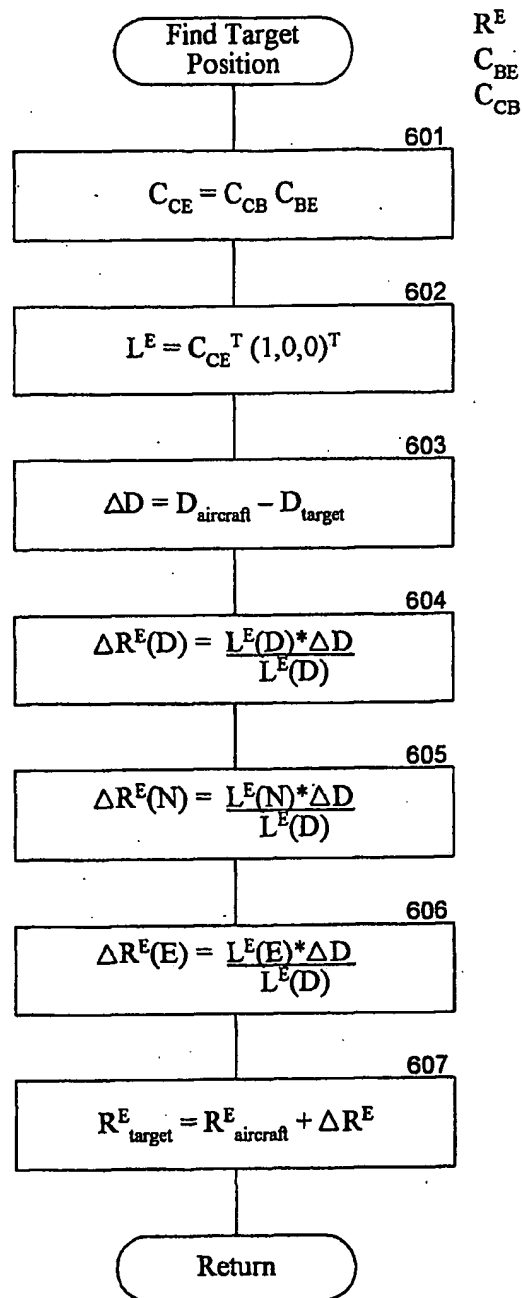 Find Target
Position
R^E
C_BE
C_CB
601
C_CE = C_CB C_BE
602
L^E = C_CE^T (1,0,0)^T
603
ΔD = D_aircraft – D_target
604
ΔR^E(D) = L^E(D)*ΔD
L^E(D)
605
ΔR^E(N) = L^E(N)*ΔD
L^E(D)
606
ΔR^E(E) = L^E(E)*ΔD
L^E(D)
607
R^E_target = R^E_aircraft + ΔR^E
Return